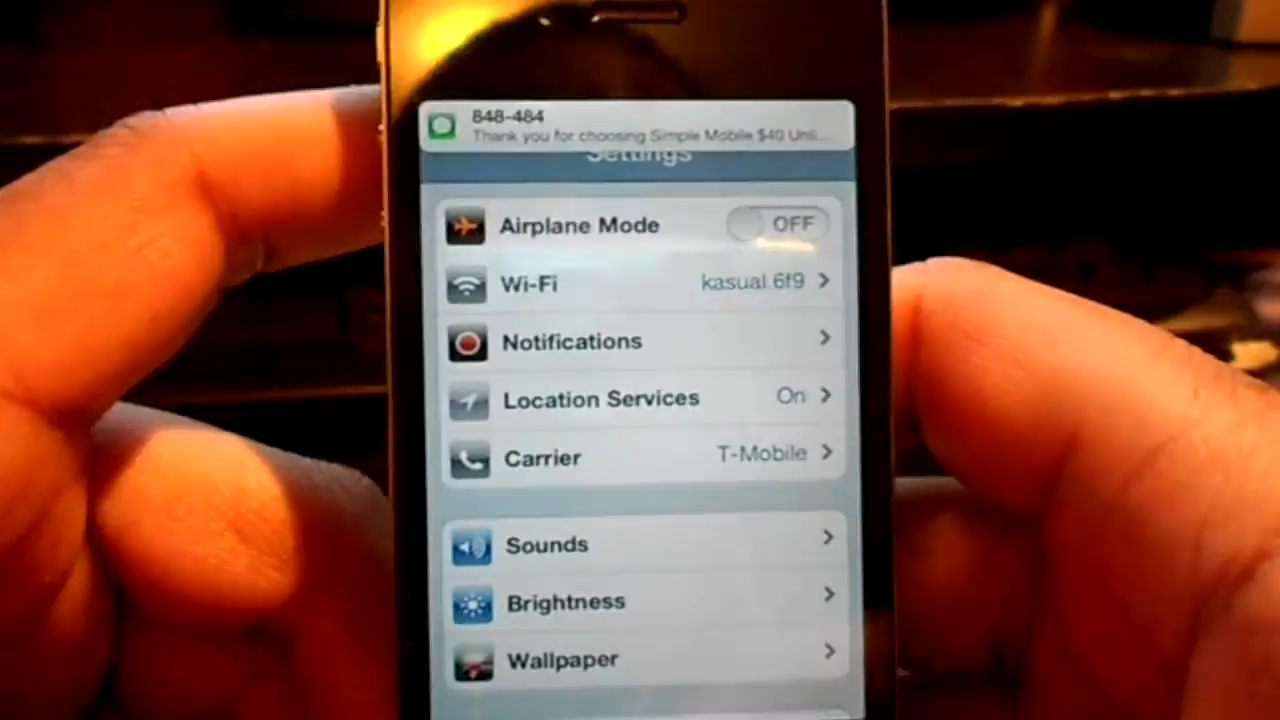 848-484
Thank you for choosing Simple Mobile $40 Unli...
Settings
Airplane Mode OFF
Wi-Fi kasual.6f9
Notifications
Location Services On
Carrier T-Mobile
Sounds
Brightness
Wallpaper